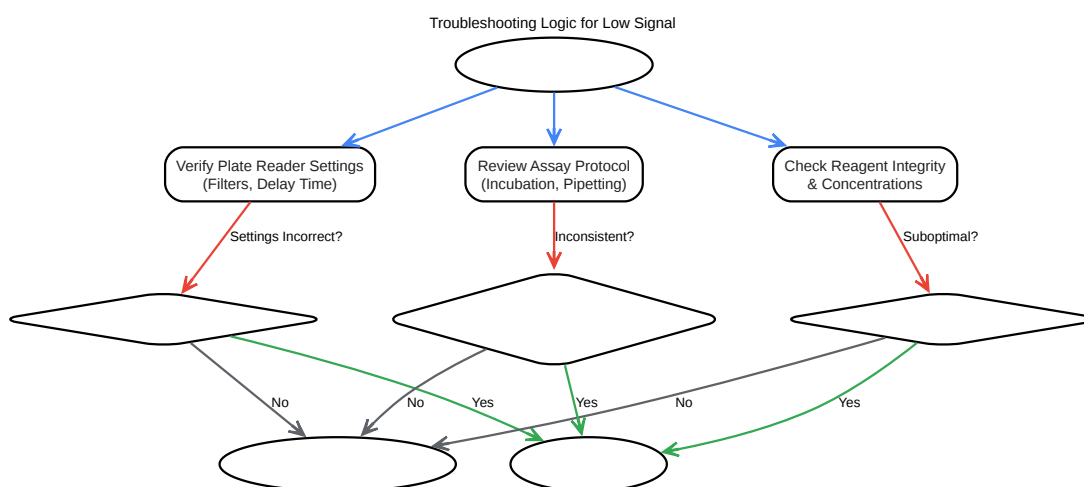 Troubleshooting Logic for Low Signal
Verify Plate Reader Settings
(Filters, Delay Time)
Review Assay Protocol
(Incubation, Pipetting)
Check Reagent Integrity
& Concentrations
Settings Incorrect?
Inconsistent?
Suboptimal?
No
No
Yes
Yes
No
Yes